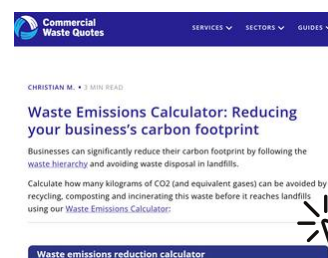 Commercial
Waste Quotes
SERVICES SECTORS GUIDES
CHRISTIAN M. • 3 MIN READ
Waste Emissions Calculator: Reducing
your business's carbon footprint
Businesses can significantly reduce their carbon footprint by following the
waste hierarchy and avoiding waste disposal in landfills.
Calculate how many kilograms of CO2 (and equivalent gases) can be avoided by
recycling, composting and incinerating this waste before it reaches landfills
using our Waste Emissions Calculator:
Waste emissions reduction calculator